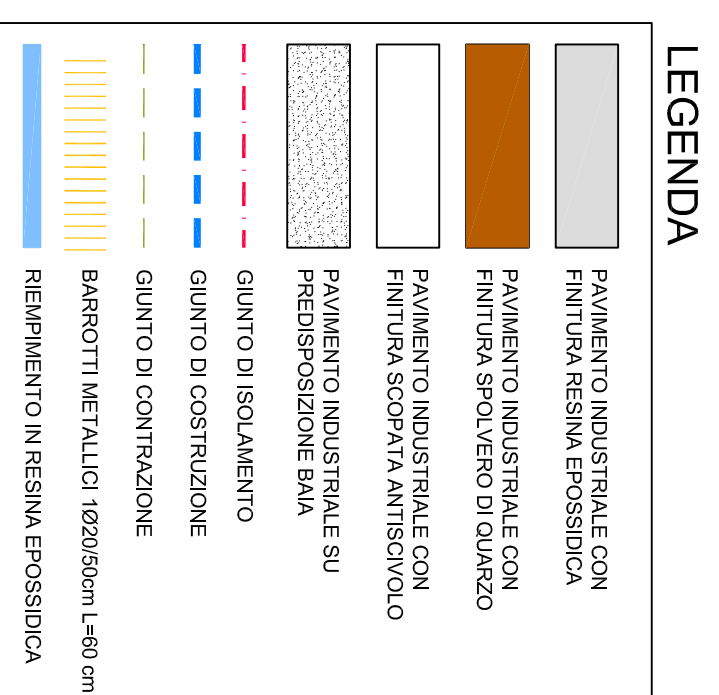 LEGENDA
PAVIMENTO INDUSTRIALE CON
FINITURA RESINA EPOSSIDICA
PAVIMENTO INDUSTRIALE CON
FINITURA SPOLVERO DI QUARZO
PAVIMENTO INDUSTRIALE CON
FINITURA SCOPATA ANTISCIVOLO
PAVIMENTO INDUSTRIALE SU
PREDISPOSIZIONE BAIA
GIUNTO DI ISOLAMENTO
GIUNTO DI COSTRUZIONE
GIUNTO DI CONTRAZIONE
BARROTTI METALLICI 1Ø20/50cm L=60 cm
RIEMPIMENTO IN RESINA EPOSSIDICA